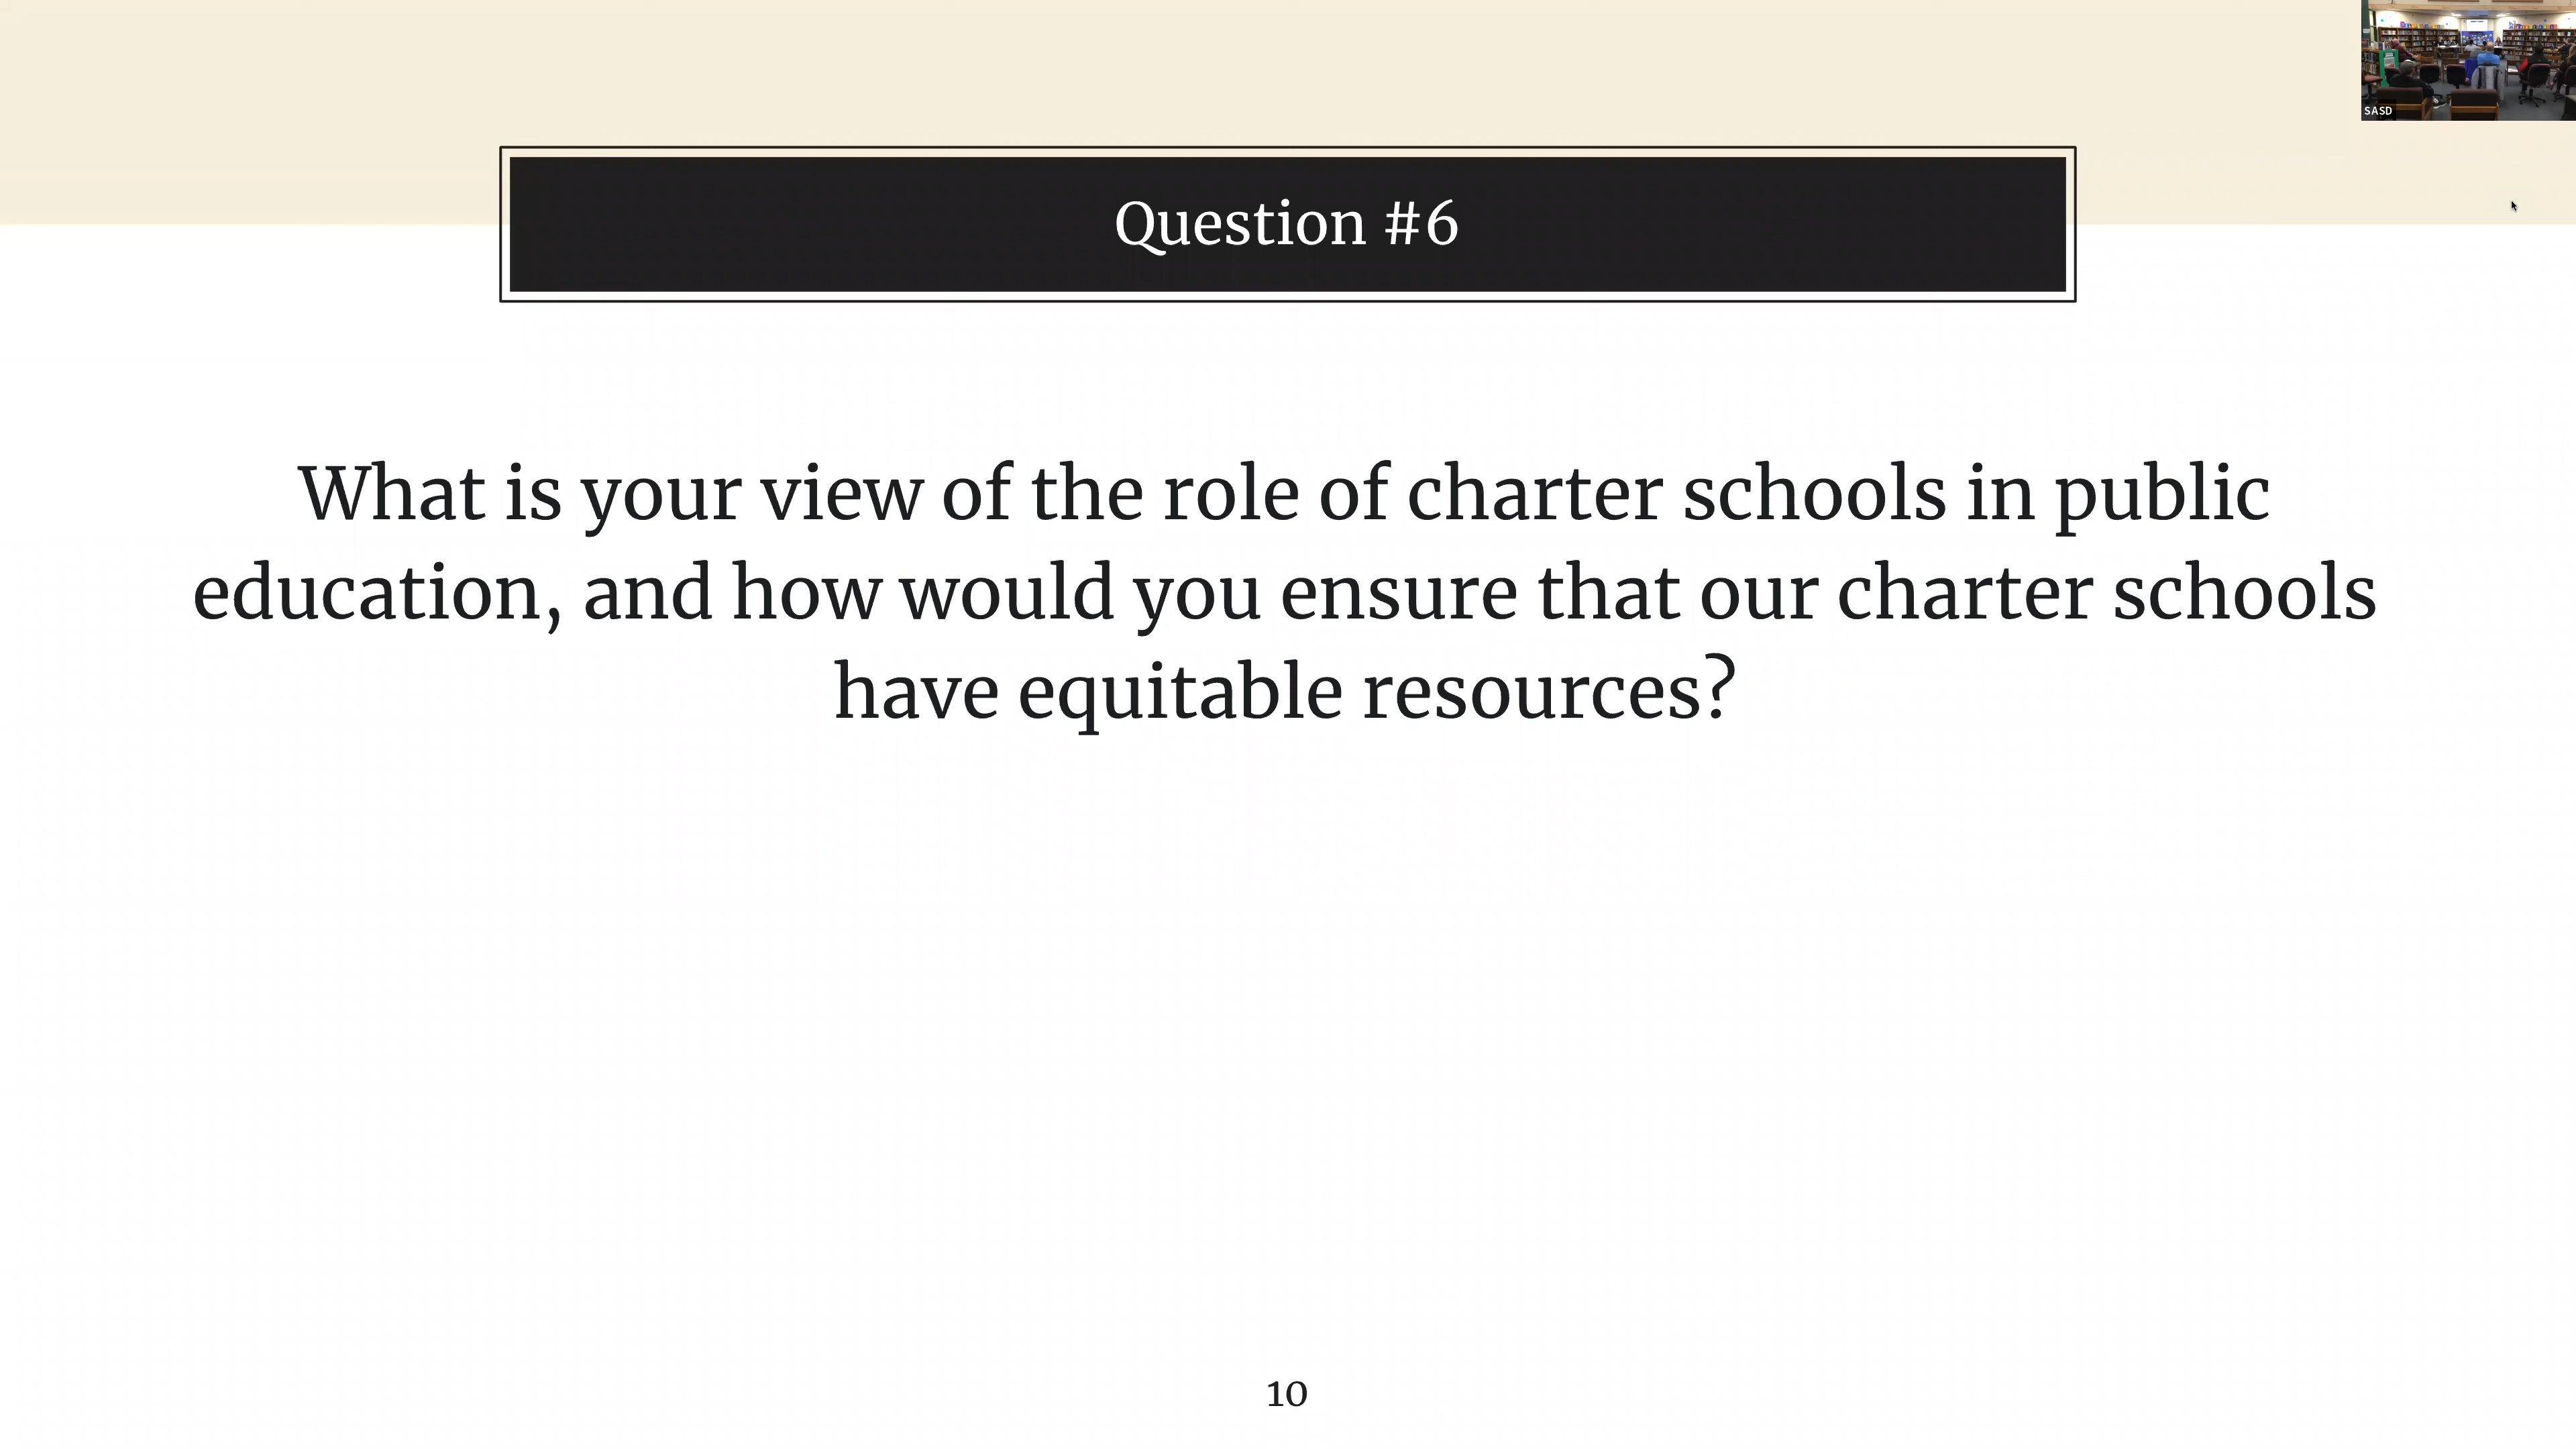 SASD
Question #6
What is your view of the role of charter schools in public
education, and how would you ensure that our charter schools
have equitable resources?
10